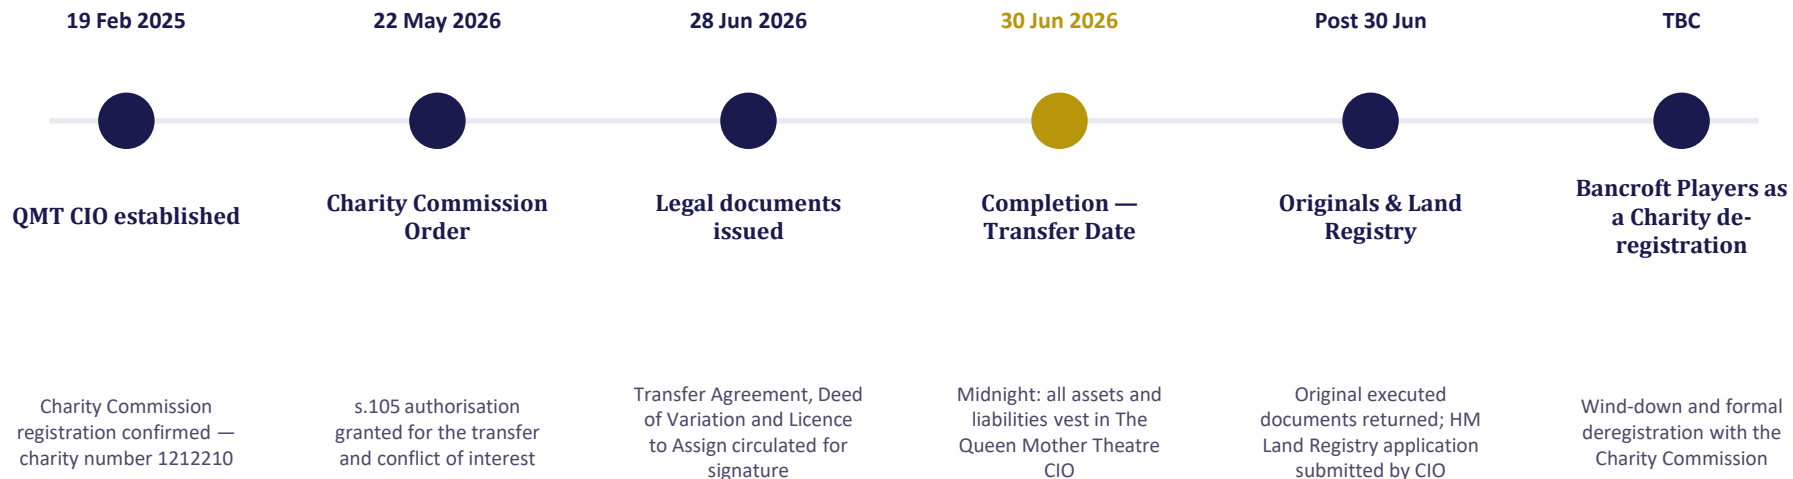 19 Feb 2025
22 May 2026
28 Jun 2026
30 Jun 2026
Post 30 Jun
TBC
QMT CIO established
Charity Commission
Order
Legal documents
issued
Completion —
Transfer Date
Originals & Land
Registry
Bancroft Players as
a Charity de-
registration
Charity Commission
registration confirmed —
charity number 1212210
s.105 authorisation
granted for the transfer
and conflict of interest
Transfer Agreement, Deed
of Variation and Licence
to Assign circulated for
signature
Midnight: all assets and
liabilities vest in The
Queen Mother Theatre
CIO
Original executed
documents returned; HM
Land Registry application
submitted by CIO
Wind-down and formal
deregistration with the
Charity Commission